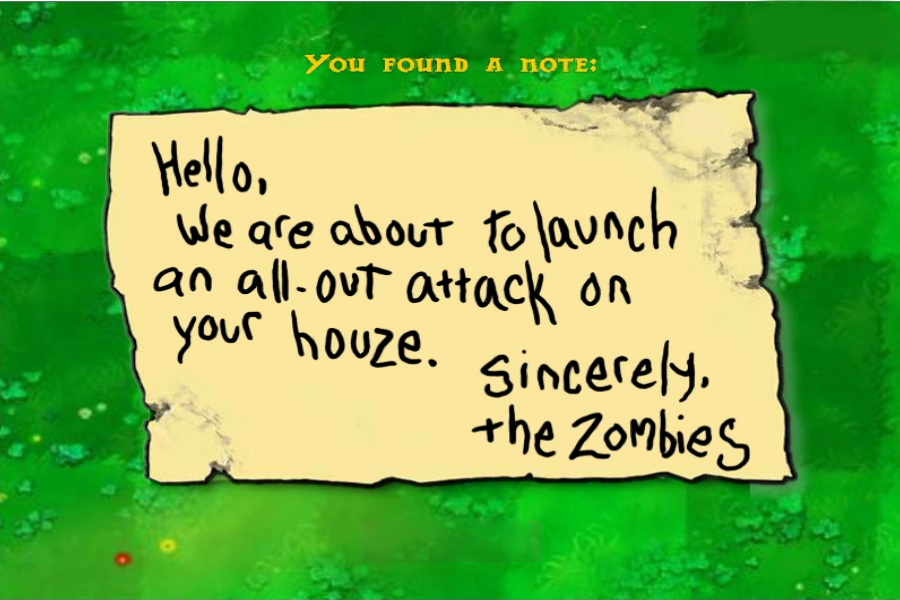 You found a note:
Hello,
We are about to launch
an all-out attack on
your houze.
Sincerely,
the Zombies